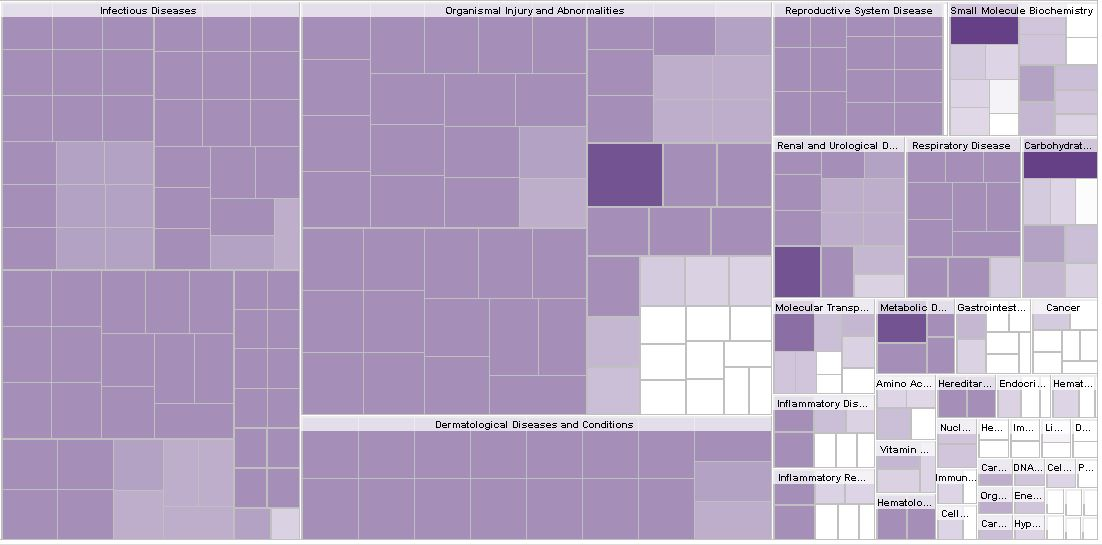 Infectious Diseases
Organismal Injury and Abnormalities
Reproductive System Disease
Small Molecule Biochemistry
Renal and Urological D...
Respiratory Disease
Carbohydrat...
Molecular Transp...
Metabolic D...
Gastrointest...
Cancer
Amino Ac...
Hereditar...
Endocri...
Hemat...
Inflammatory Dis...
Dermatological Diseases and Conditions
Nucl...
He...
Im...
Li...
D...
Vitamin ...
Car...
DNA...
Cel...
P...
Inflammatory Re...
Immun...
Org...
Ene...
Hematolo...
Cell...
Car...
Hyp...